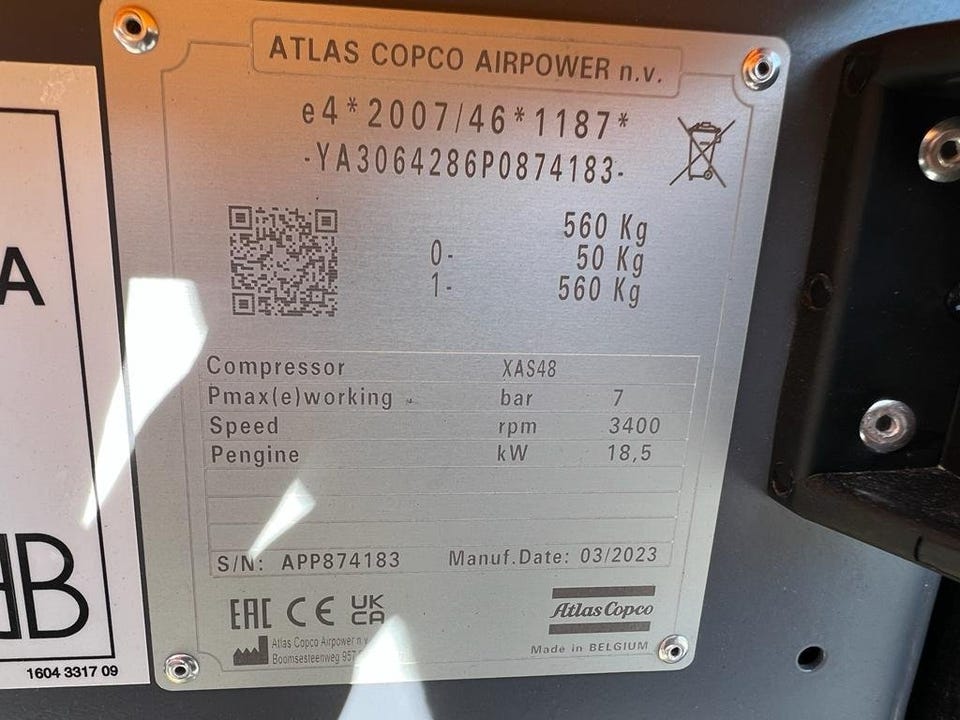 ATLAS COPCO AIRPOWER n.v.
e4*2007/46*1187*
-YA3064286P0874183-
560 Kg
0- 50 Kg
1- 560 Kg
Compressor XAS48
Pmax(e)working bar 7
Speed rpm 3400
Pengine kW 18,5
S/N: APP874183 Manuf.Date: 03/2023
EAC CE UKCA
Atlas Copco
Atlas Copco Airpower n.v.
Boomsesteenweg 957
Made in BELGIUM
A
B
1604 3317 09